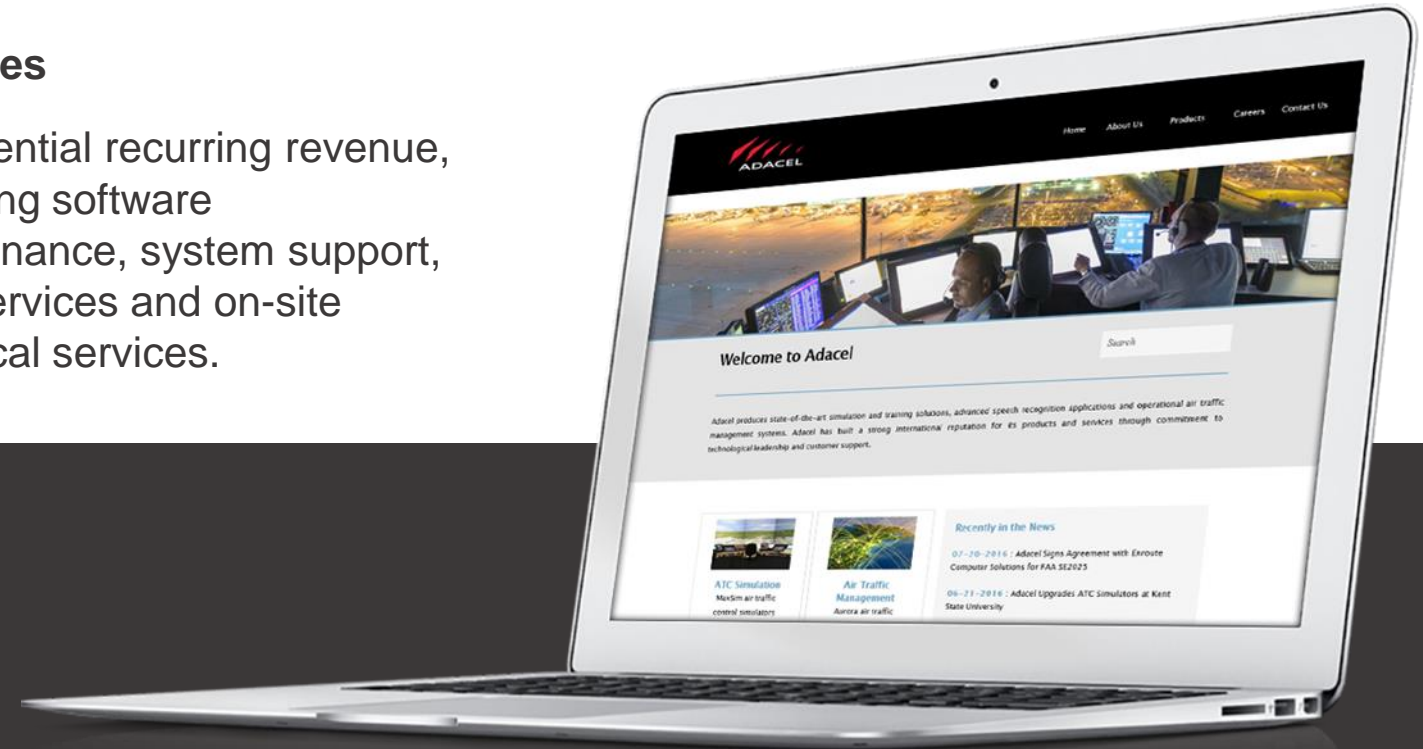 es
ential recurring revenue,
ng software
nance, system support,
ervices and on-site
cal services.
ADACEL
Home About Us Products Careers Contact Us
Welcome to Adacel
Search
Adacel produces state-of-the-art simulation and training solutions, advanced speech recognition applications and operational air traffic
management systems. Adacel has built a strong international reputation for its products and services through commitment to
technological leadership and customer support.
ATC Simulation
MaxSim air traffic
control simulators
Air Traffic
Management
Aurora air traffic
Recently in the News
07-20-2016 : Adacel Signs Agreement with Enroute
Computer Solutions for FAA SE2025
06-21-2016 : Adacel Upgrades ATC Simulators at Kent
State University